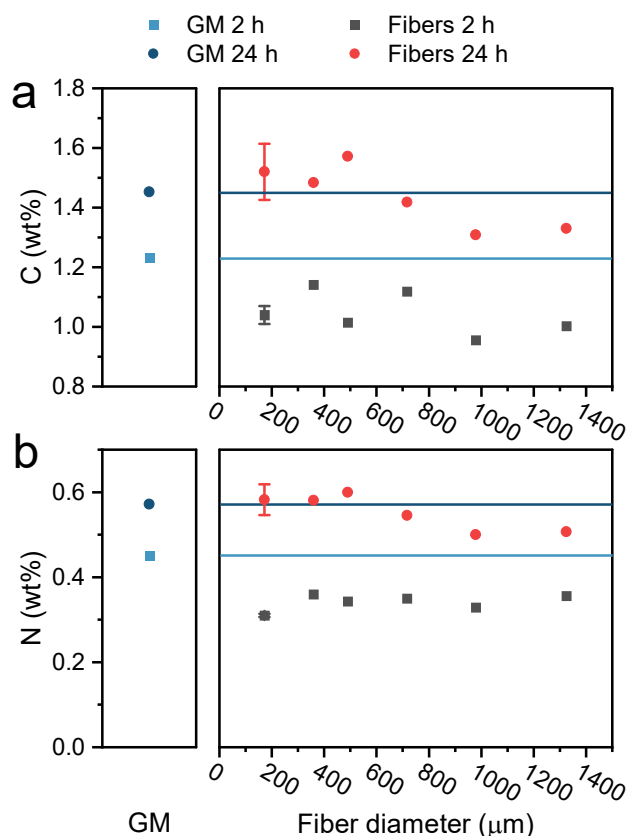 GM 2 h Fibers 2 h
GM 24 h Fibers 24 h
a
C (wt%)
1.8
1.6
1.4
1.2
1.0
0.8
0 200 400 600 800 1000 1200 1400
b
N (wt%)
0.6
0.4
0.2
0.0
0 200 400 600 800 1000 1200 1400
GM Fiber diameter (μm)